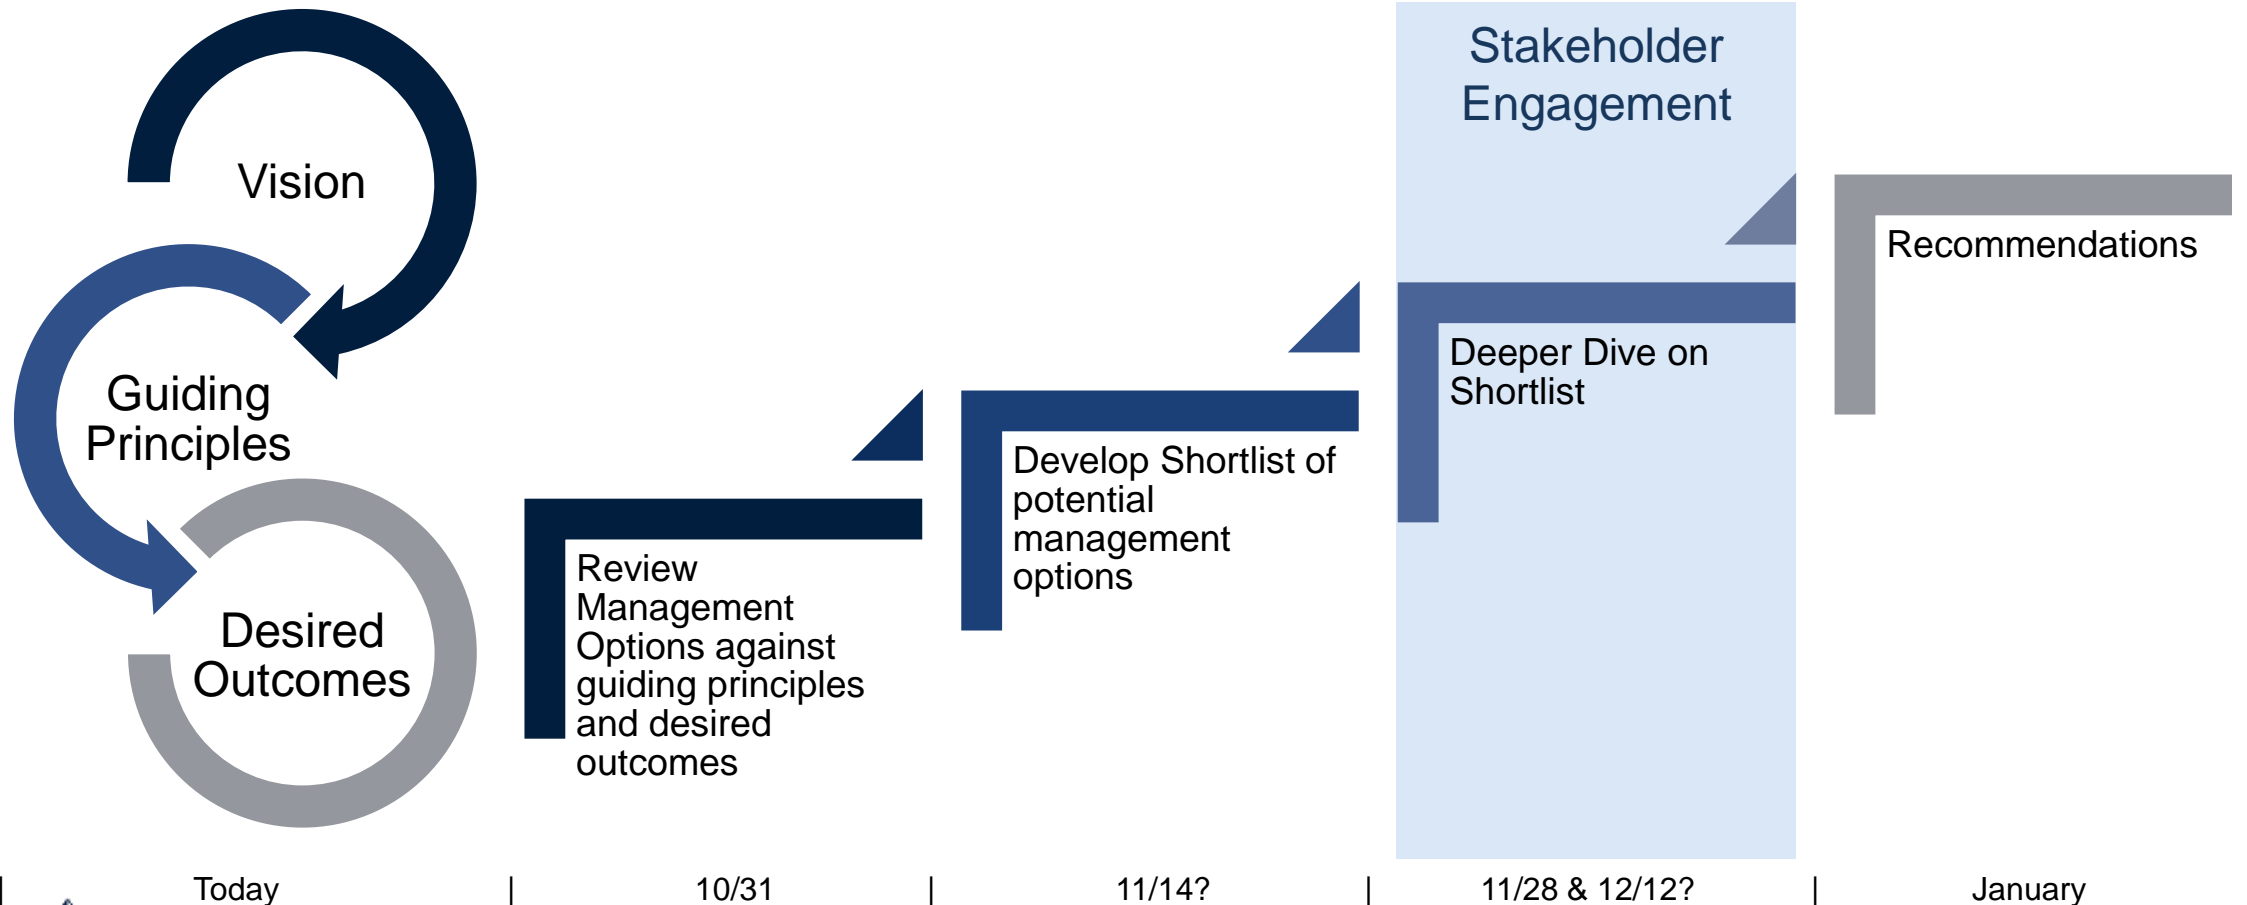 Vision
Guiding
Principles
Desired
Outcomes
Review
Management
Options against
guiding principles
and desired
outcomes
Develop Shortlist of
potential
management
options
Stakeholder
Engagement
Deeper Dive on
Shortlist
Recommendations
| Today | 10/31 | 11/14? | 11/28 & 12/12? | January